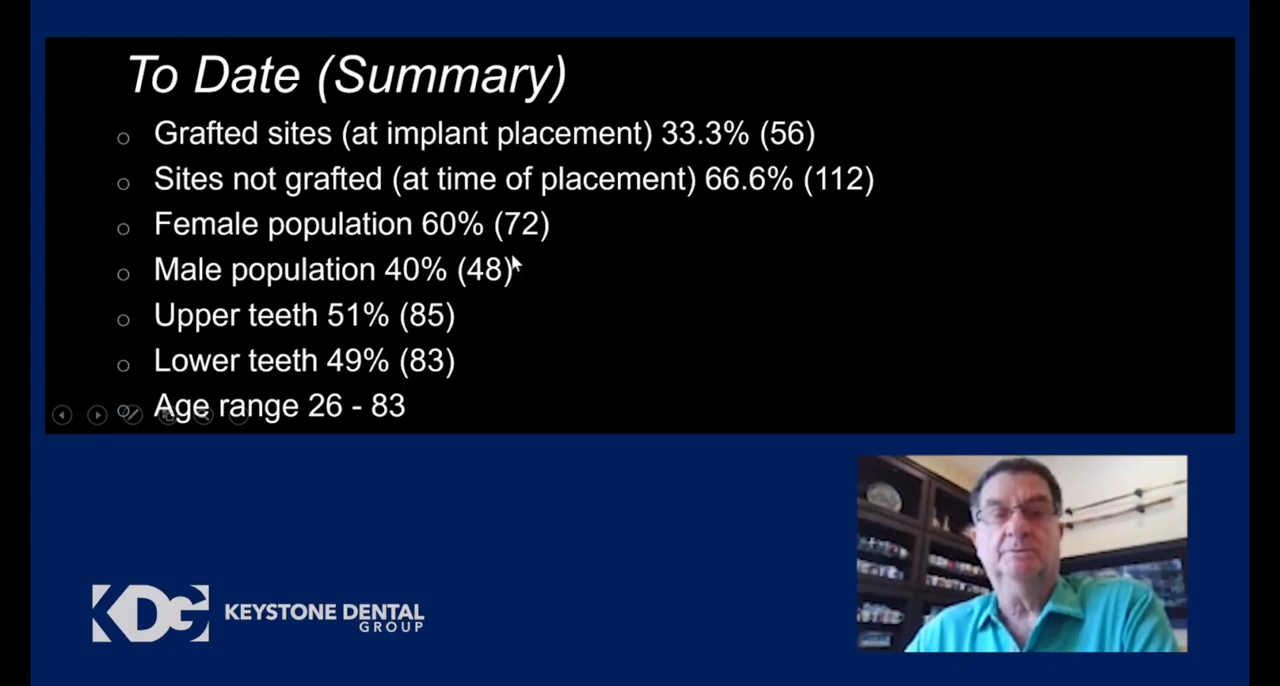 To Date (Summary)
Grafted sites (at implant placement) 33.3% (56)
Sites not grafted (at time of placement) 66.6% (112)
Female population 60% (72)
Male population 40% (48)
Upper teeth 51% (85)
Lower teeth 49% (83)
Age range 26 - 83
KDG KEYSTONE DENTAL
GROUP